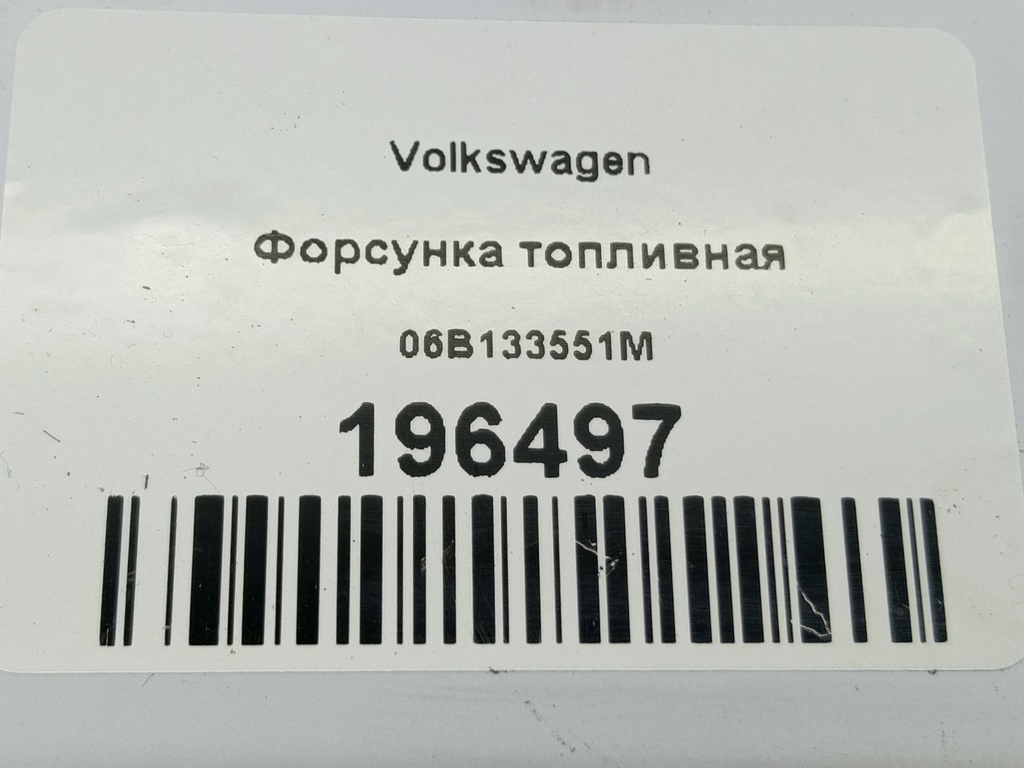 Volkswagen
Форсунка топливная
06B133551M
196497